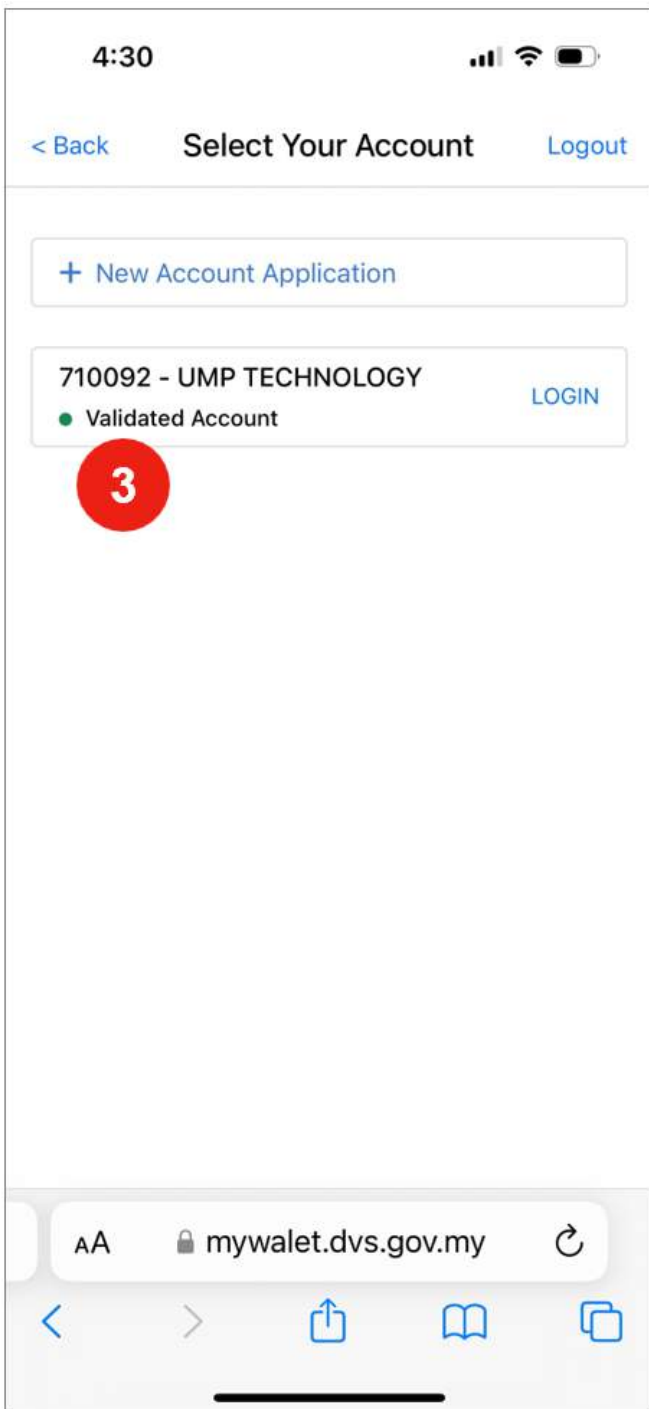 4:30
< Back Select Your Account Logout
+ New Account Application
710092 - UMP TECHNOLOGY
LOGIN
Validated Account
3
AA mywalet.dvs.gov.my